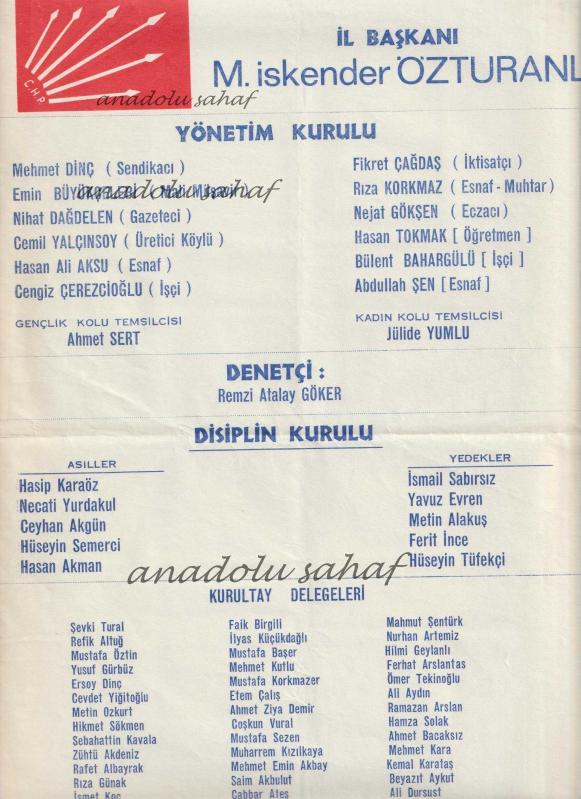 C.H.P
İL BAŞKANI
M. iskender ÖZTURANL
anadolu sahaf
YÖNETİM KURULU
Mehmet DİNÇ ( Sendikacı )
Emin
anadolu sahaf
Nihat DAĞDELEN ( Gazeteci )
Cemil YALÇINSOY ( Üretici Köylü )
Hasan Ali AKSU ( Esnaf )
Cengiz ÇEREZCİOĞLU ( İşçi )
GENÇLİK KOLU TEMSİLCİSİ
Ahmet SERT
Fikret ÇAĞDAŞ ( İktisatçı )
Rıza KORKMAZ ( Esnaf - Muhtar )
Nejat GÖKŞEN ( Eczacı )
Hasan TOKMAK [ Öğretmen ]
Bülent BAHARGÜLÜ [ İşçi ]
Abdullah ŞEN [ Esnaf ]
KADIN KOLU TEMSİLCİSİ
Jülide YUMLU
DENETÇİ :
Remzi Atalay GÖKER
DİSİPLİN KURULU
ASILLER
Hasip Karaöz
Necati Yurdakul
Ceyhan Akgün
Hüseyin Semerci
Hasan Akman
YEDEKLER
İsmail Sabırsız
Yavuz Evren
Metin Alakuş
Ferit İnce
Hüseyin Tüfekçi
anadolu sahaf
KURULTAY DELEGELERİ
Şevki Tural
Refik Altuğ
Mustafa Öztin
Yusuf Gürbüz
Ersoy Dinç
Cevdet Yiğitoğlu
Metin Ozkurt
Hikmet Sökmen
Sebahattin Kavala
Zühtü Akdeniz
Rafet Albayrak
Rıza Günak
İsmet Koç
Faik Birgili
İlyas Küçükdağlı
Mustafa Başer
Mehmet Kutlu
Mustafa Korkmazer
Etem Çalış
Ahmet Ziya Demir
Coşkun Vural
Mustafa Sezen
Muharrem Kızılkaya
Mehmet Emin Akbay
Saim Akbulut
Cabbar Ateş
Mahmut Şentürk
Nurhan Artemiz
Hilmi Geylanlı
Ferhat Arslantas
Ömer Tekinoğlu
Ali Aydın
Ramazan Arslan
Hamza Solak
Ahmet Bacaksız
Mehmet Kara
Kemal Karataş
Beyazıt Aykut
Ali Dursust